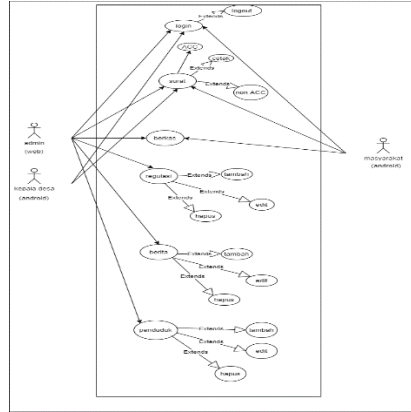 logout
Extends
login
ACC
cetak
Extends
surat
Extends
non ACC
admin
(web)
berkas
masyarakat
(android)
kepala desa
(android)
regulasi
Extends
tambah
Extends
edit
Extends
hapus
berita
Extends
tambah
Extends
edit
Extends
hapus
penduduk
Extends
tambah
Extends
edit
Extends
hapus